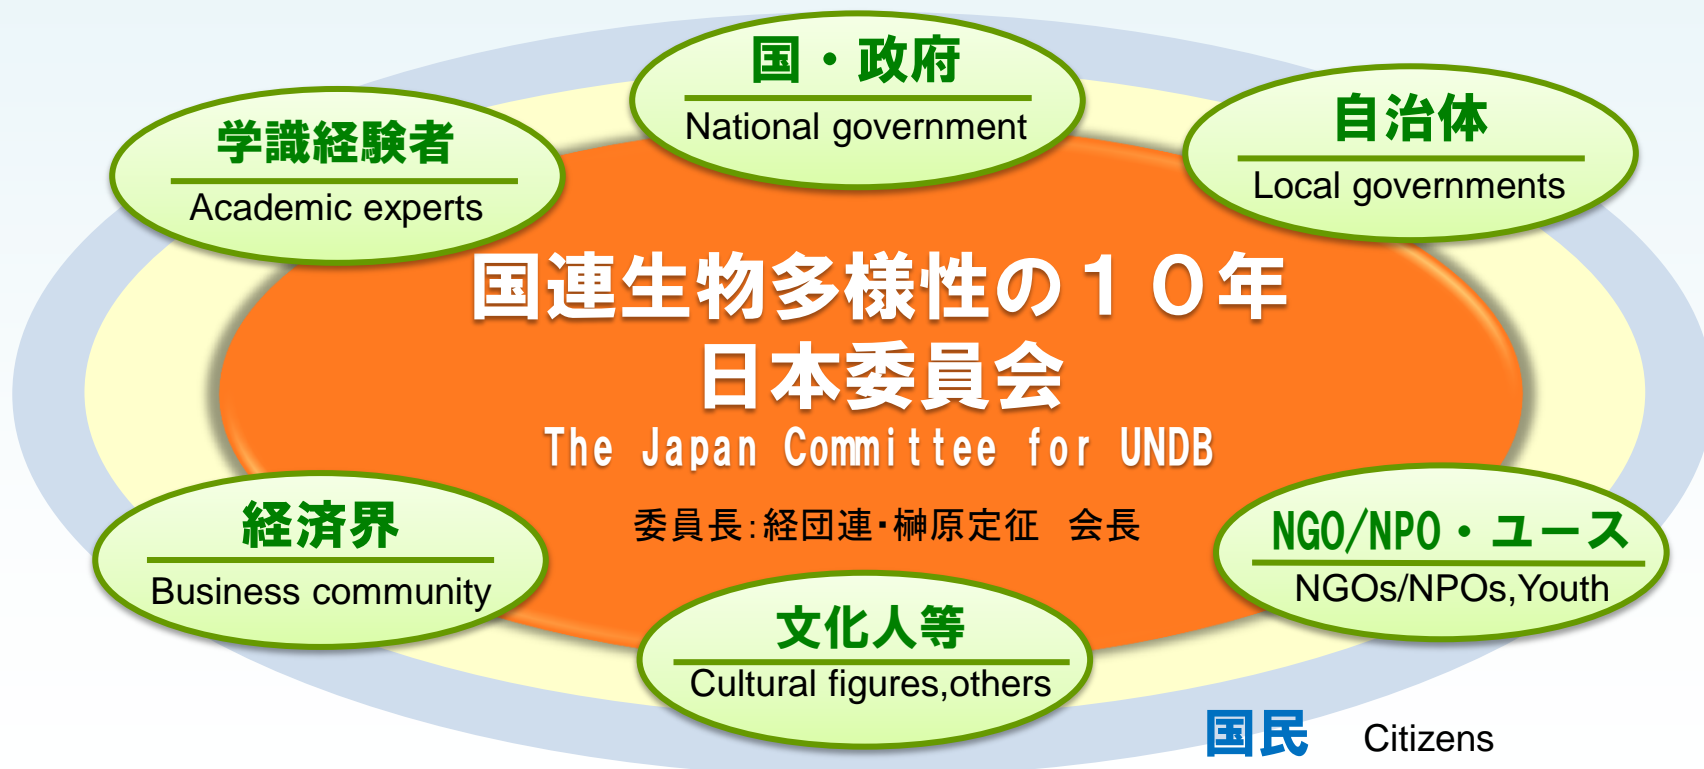 国・政府
National government
学識経験者
Academic experts
自治体
Local governments
国連生物多様性の１０年
日本委員会
The Japan Committee for UNDB
委員長：経団連・榊原定征　会長
経済界
Business community
NGO/NPO・ユース
NGOs/NPOs,Youth
文化人等
Cultural figures,others
国民　Citizens